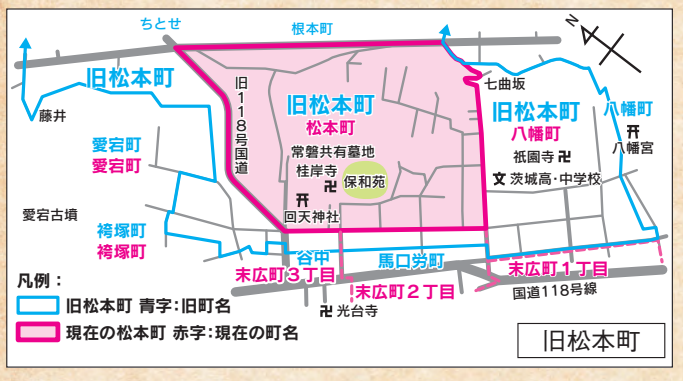 ちとせ
根本町
N
旧松本町
旧118号国道
七曲坂
藤井
旧松本町
松本町
旧松本町
八幡町
八幡町
八幡宮
愛宕町
愛宕町
常磐共有墓地
桂岸寺 卍
保和苑
祇園寺 卍
文 茨城高・中学校
愛宕古墳
回天神社
袴塚町
袴塚町
谷中
馬口労町
末広町3丁目
末広町2丁目
末広町1丁目
国道118号線
卍 光台寺
凡例：
旧松本町 青字：旧町名
現在の松本町 赤字：現在の町名
旧松本町